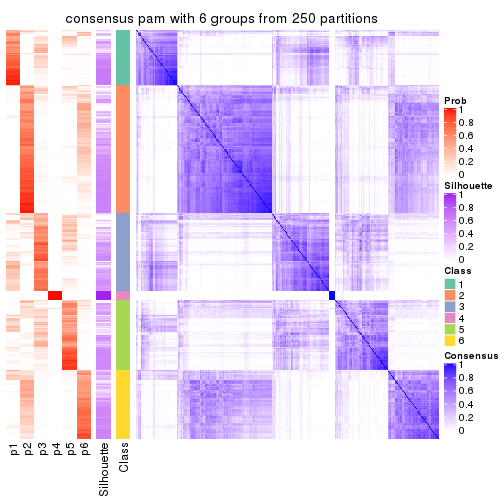 consensus pam with 6 groups from 250 partitions
Prob
1
0.8
0.6
0.4
0.2
0
Silhouette
1
0.8
0.6
0.4
0.2
0
Class
1
2
3
4
5
6
Consensus
1
0.8
0.6
0.4
0.2
0
p1
p2
p3
p4
p5
p6
Silhouette
Class